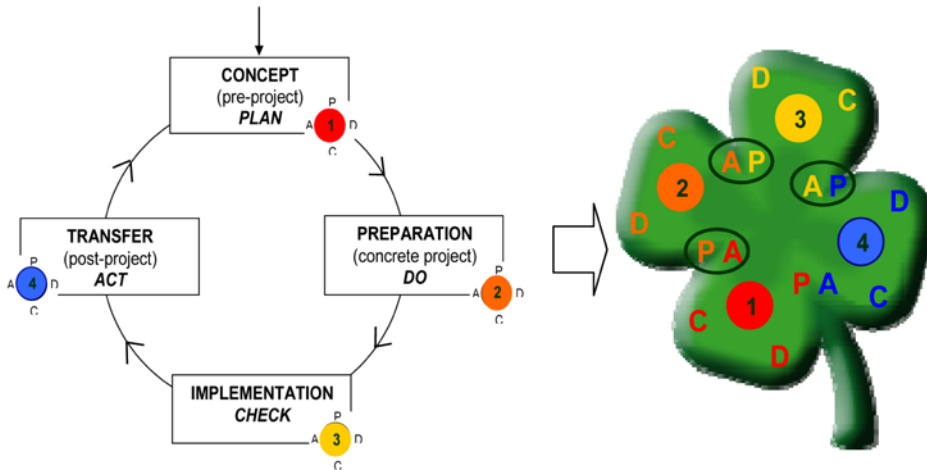 CONCEPT
(pre-project)
PLAN
P
A 1 D
C
TRANSFER
(post-project)
ACT
P
A 4 D
C
PREPARATION
(concrete project)
DO
P
A 2 D
C
IMPLEMENTATION
CHECK
P
A 3 D
C
D
C
3
C
A P
2
A P
D
D
4
P A
P A
C
1
C
D